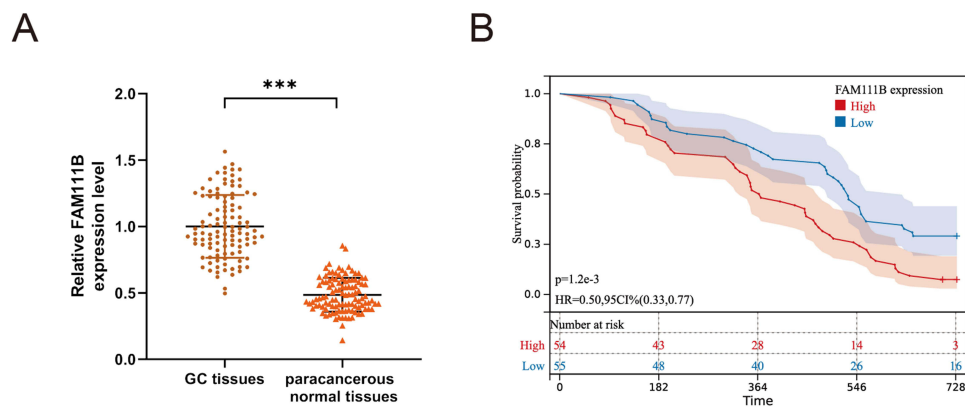 A
Relative FAM111B
expression level
***
2.0
1.5
1.0
0.5
0.0
GC tissues
paracancerous
normal tissues
B
Survival probability
FAM111B expression
High
Low
1.0
0.8
0.5
0.3
0.0
p=1.2e-3
HR=0.50,95CI%(0.33,0.77)
Number at risk
High 54 43 28 14 3
Low 55 48 40 26 16
0 182 364 546 728
Time